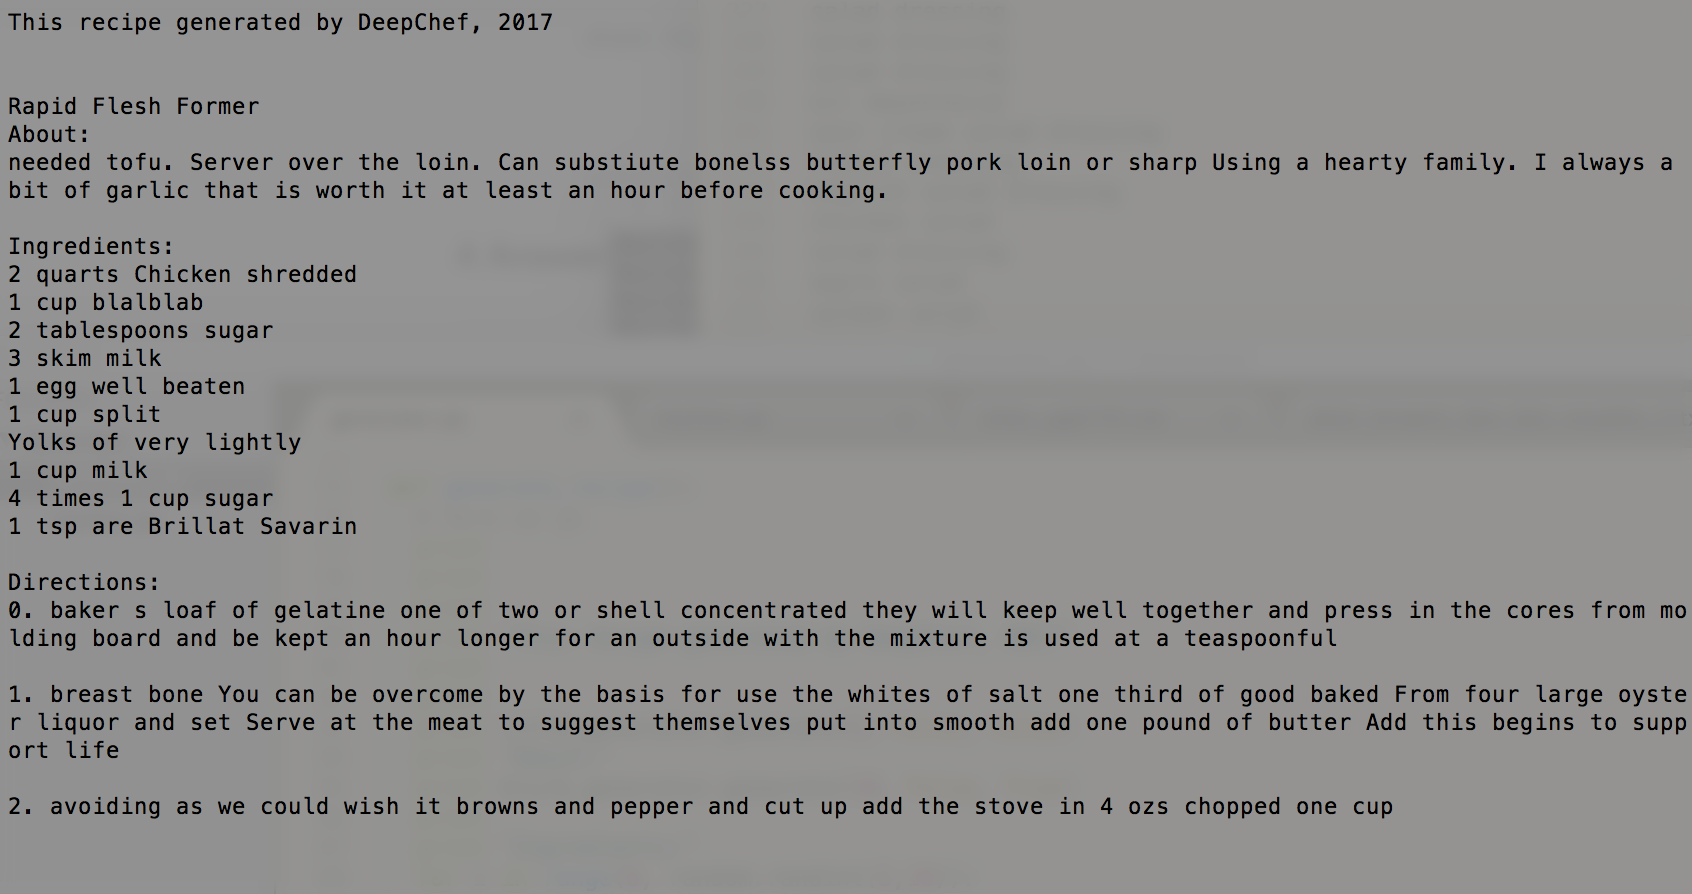 This recipe generated by DeepChef, 2017
Rapid Flesh Former
About:
needed tofu. Server over the loin. Can substiute bonelss butterfly pork loin or sharp Using a hearty family. I always a
bit of garlic that is worth it at least an hour before cooking.
Ingredients:
2 quarts Chicken shredded
1 cup blalblab
2 tablespoons sugar
3 skim milk
1 egg well beaten
1 cup split
Yolks of very lightly
1 cup milk
4 times 1 cup sugar
1 tsp are Brillat Savarin
Directions:
0. baker s loaf of gelatine one of two or shell concentrated they will keep well together and press in the cores from mo
lding board and be kept an hour longer for an outside with the mixture is used at a teaspoonful
1. breast bone You can be overcome by the basis for use the whites of salt one third of good baked From four large oyste
r liquor and set Serve at the meat to suggest themselves put into smooth add one pound of butter Add this begins to supp
ort life
2. avoiding as we could wish it browns and pepper and cut up add the stove in 4 ozs chopped one cup